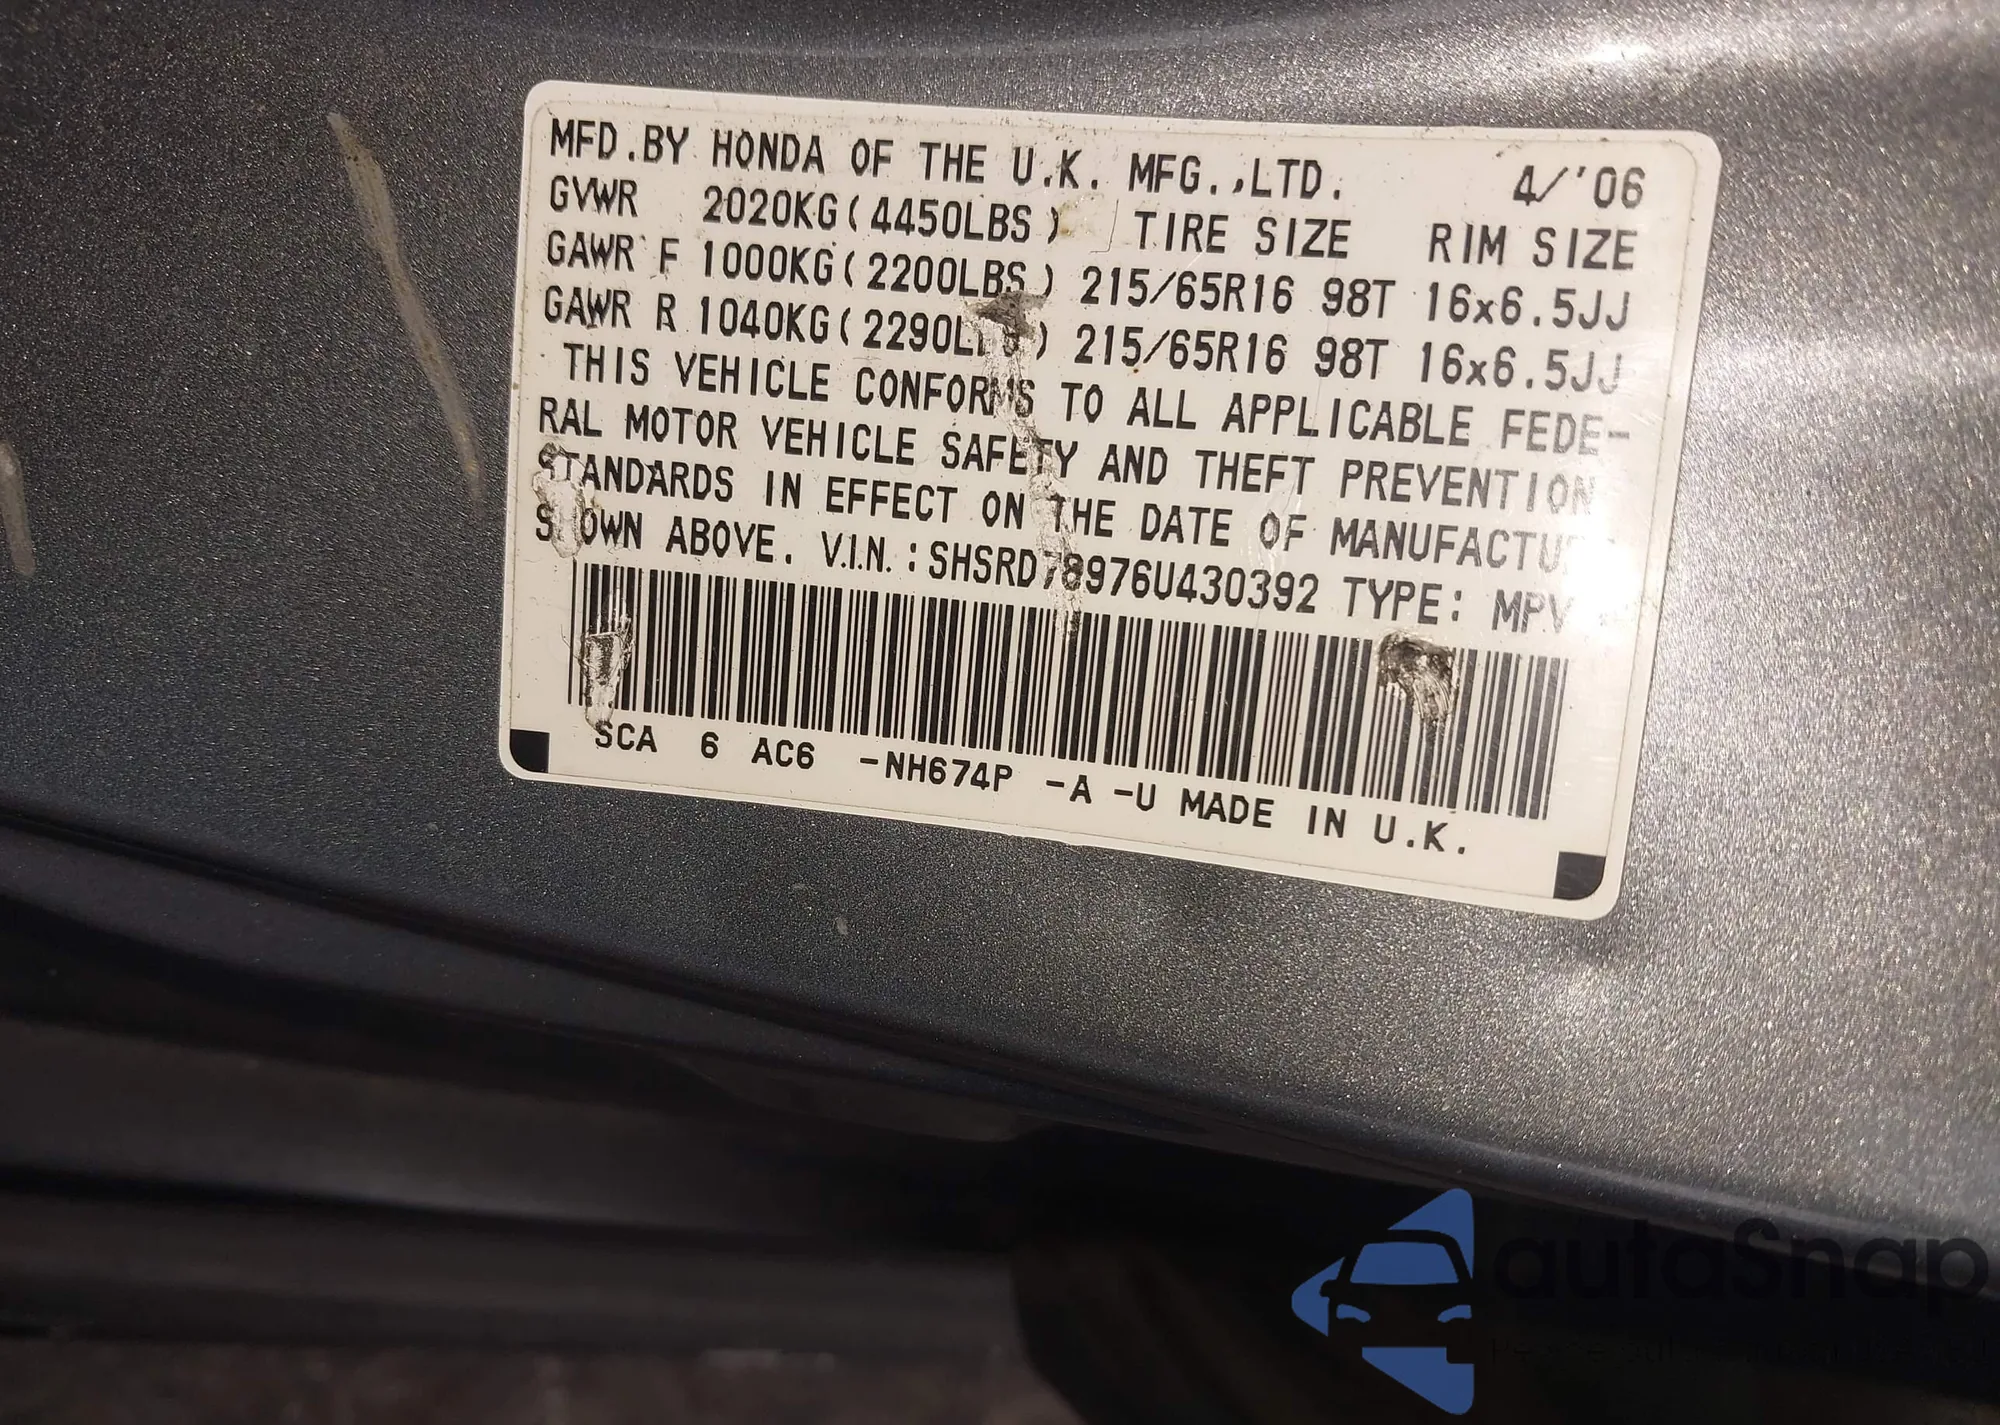 MFD.BY HONDA OF THE U.K. MFG.,LTD. 4/'06
GVWR 2020KG(4450LBS) TIRE SIZE RIM SIZE
GAWR F 1000KG(2200LBS) 215/65R16 98T 16x6.5JJ
GAWR R 1040KG(2290LBS) 215/65R16 98T 16x6.5JJ
THIS VEHICLE CONFORMS TO ALL APPLICABLE FEDE-
RAL MOTOR VEHICLE SAFETY AND THEFT PREVENTION
STANDARDS IN EFFECT ON THE DATE OF MANUFACTURE
SHOWN ABOVE. V.I.N.:SHSRD78976U430392 TYPE: MPV
SCA 6 AC6 -NH674P -A -U MADE IN U.K.
autoSnap